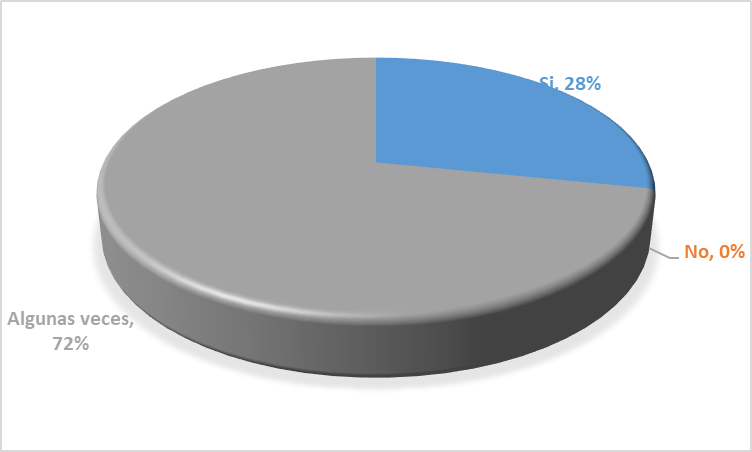 Si, 28%
No, 0%
Algunas veces,
72%